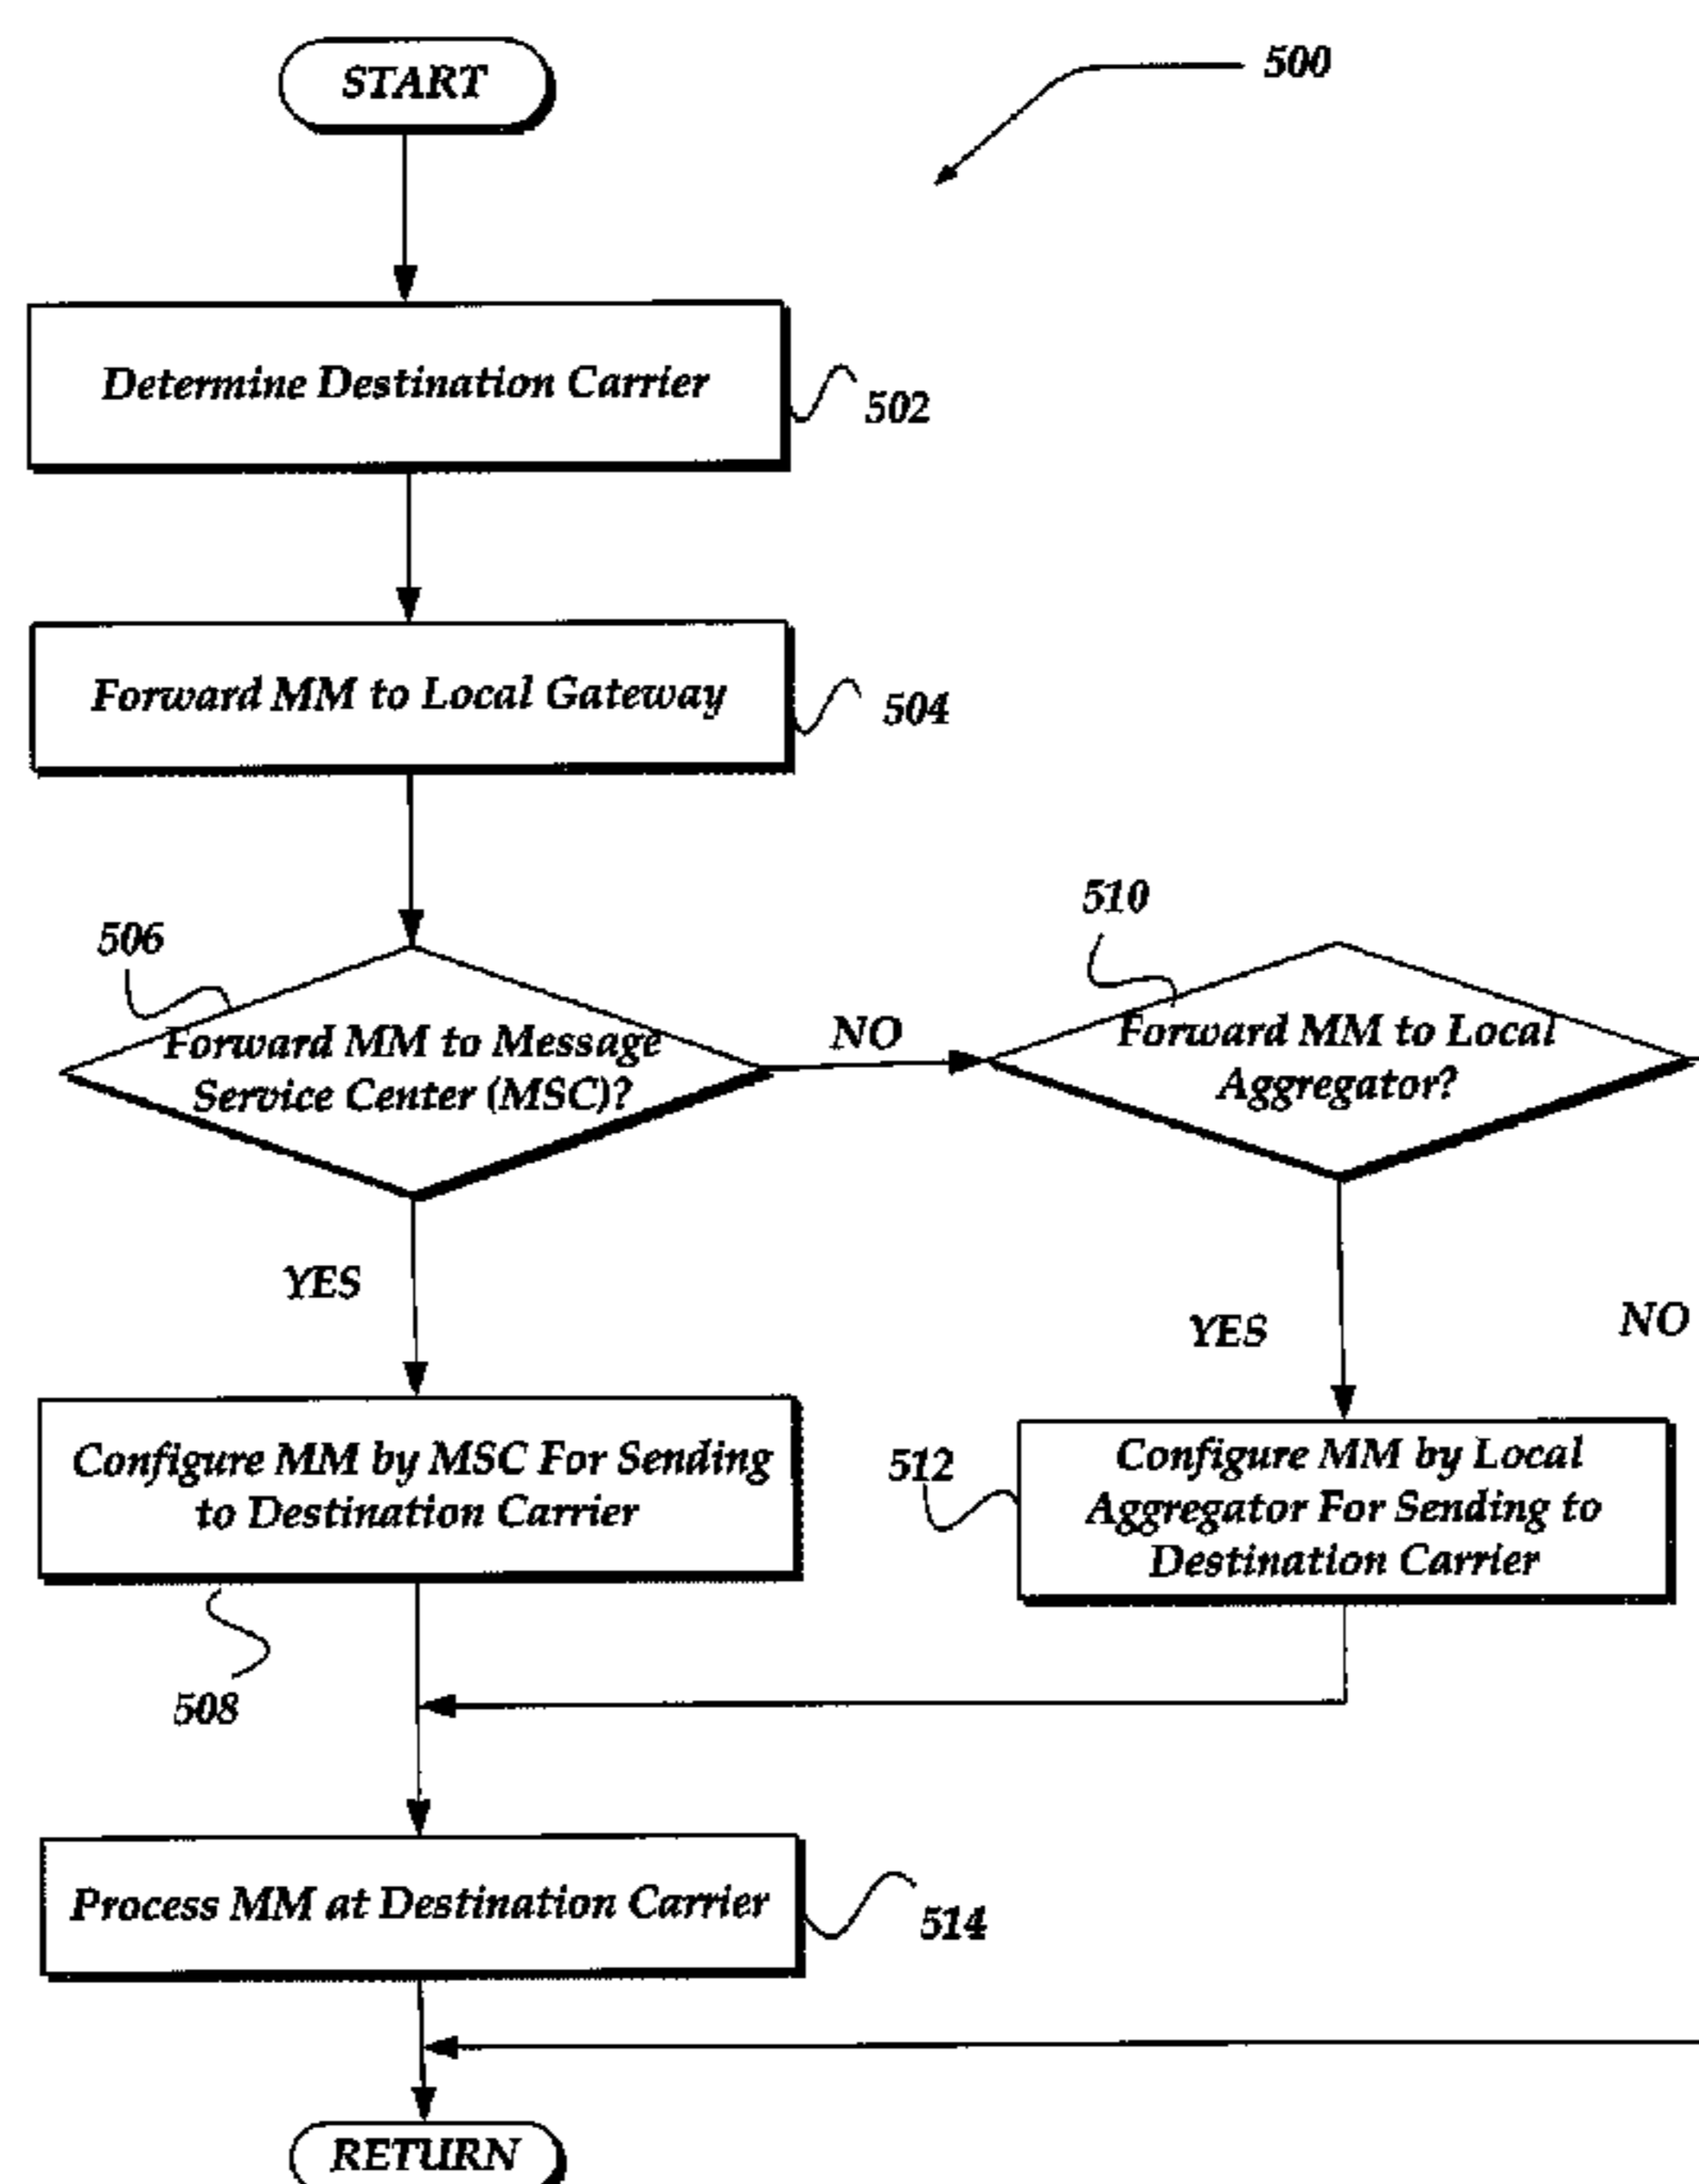 START
500
Determine Destination Carrier
502
Forward MM to Local Gateway
504
506
Forward MM to Message
Service Center (MSC)?
NO
510
Forward MM to Local
Aggregator?
YES
YES
NO
Configure MM by MSC For Sending
to Destination Carrier
508
512
Configure MM by Local
Aggregator For Sending to
Destination Carrier
Process MM at Destination Carrier
514
RETURN